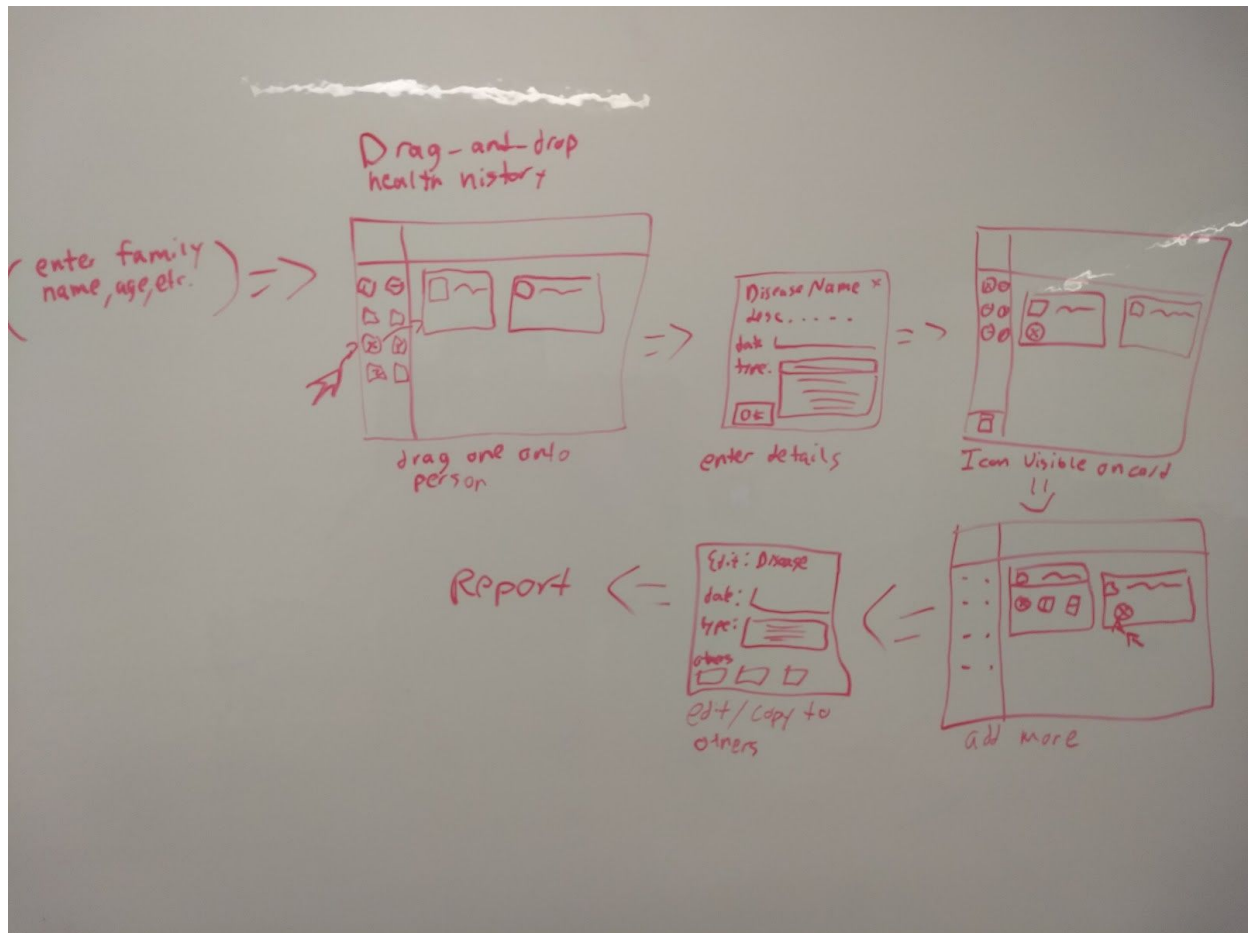 Drag-and-drop
health history
(enter family
name, age, etc.)
drag one onto
person
Disease Name x
desc.....
date
type:
OK
enter details
Icon visible on card
add more
Edit: Disease
date:
type:
others
edit/copy to
others
Report